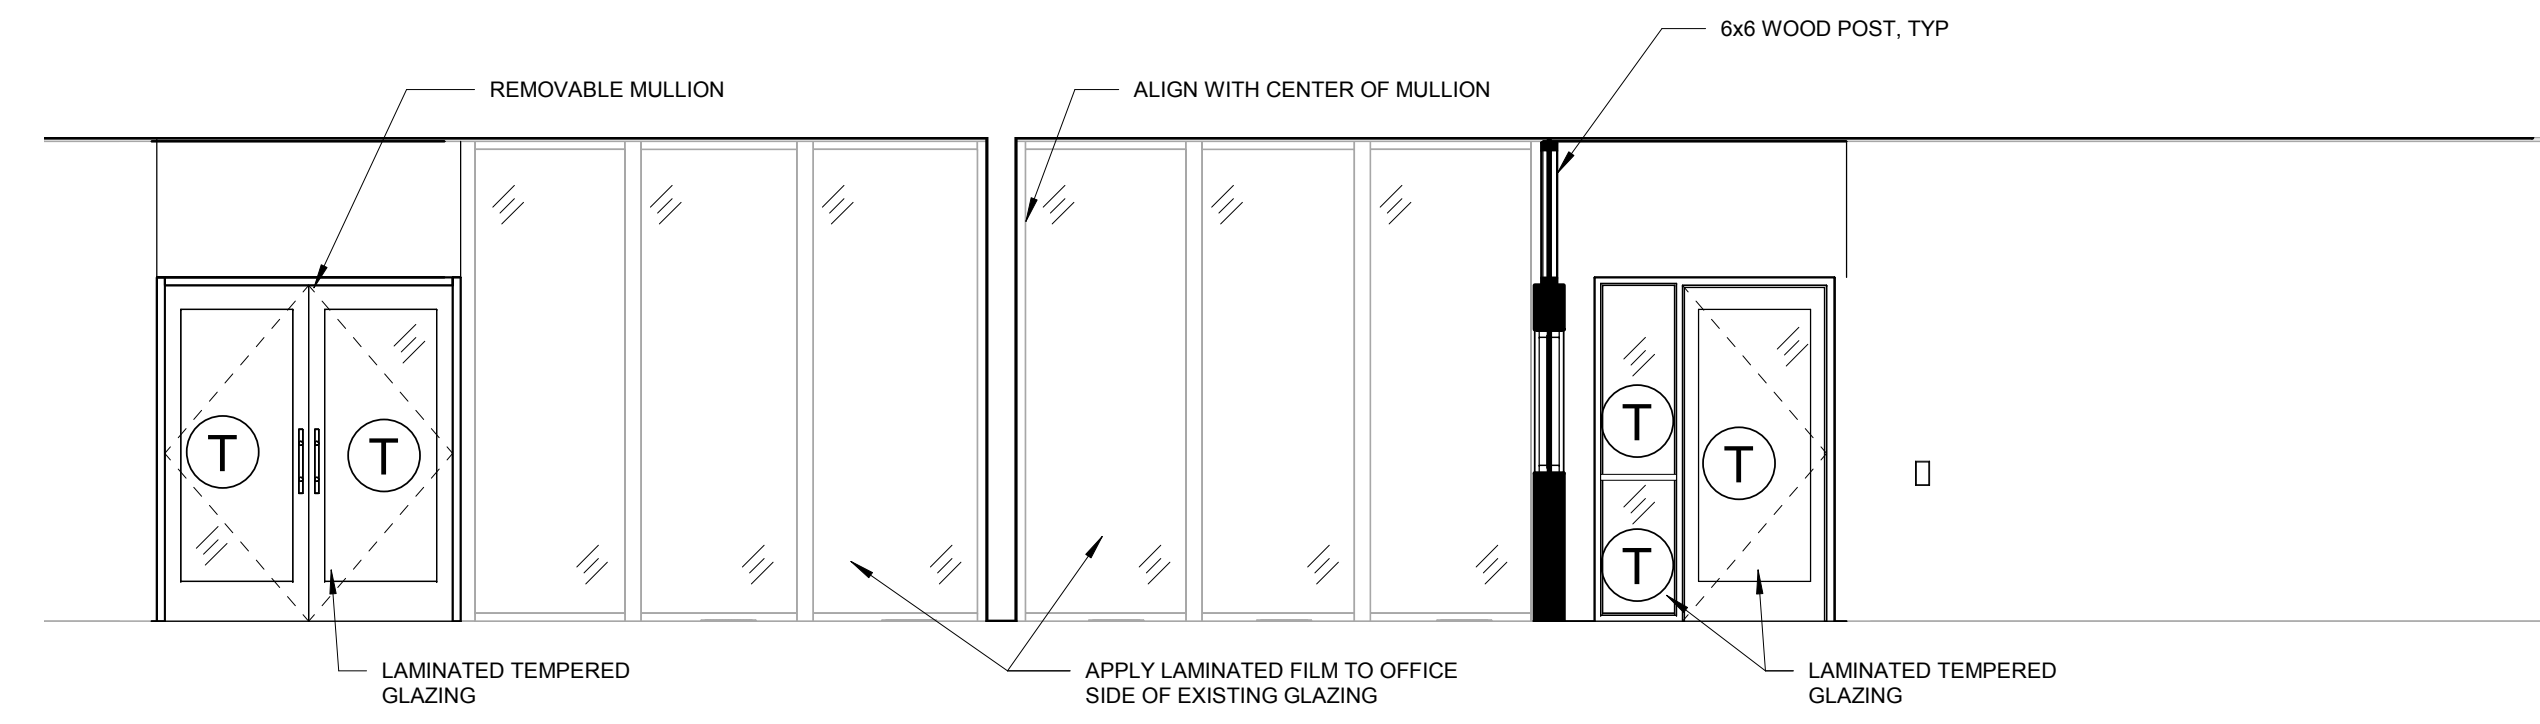 6x6 WOOD POST, TYP
REMOVABLE MULLION
ALIGN WITH CENTER OF MULLION
T
T
T
T
T
LAMINATED TEMPERED
GLAZING
APPLY LAMINATED FILM TO OFFICE
SIDE OF EXISTING GLAZING
LAMINATED TEMPERED
GLAZING